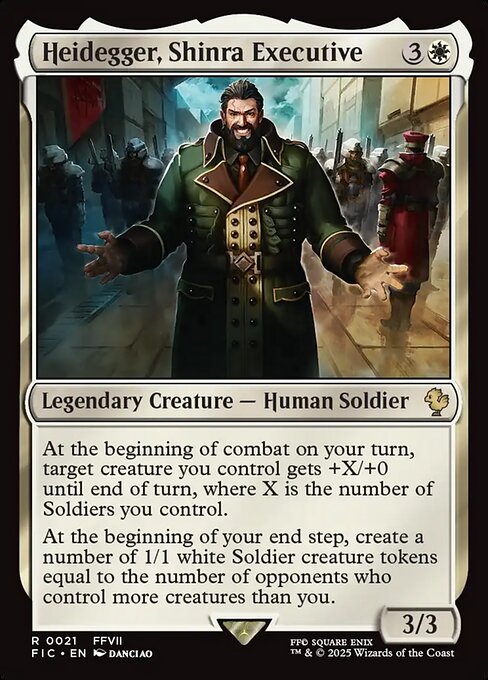 Heidegger, Shinra Executive 3
Legendary Creature — Human Soldier
At the beginning of combat on your turn,
target creature you control gets +X/+0
until end of turn, where X is the number of
Soldiers you control.
At the beginning of your end step, create a
number of 1/1 white Soldier creature tokens
equal to the number of opponents who
control more creatures than you.
3/3
R 0021 FFVII
FIC • EN DANCIAO
FF© SQUARE ENIX
™ & © 2025 Wizards of the Coast